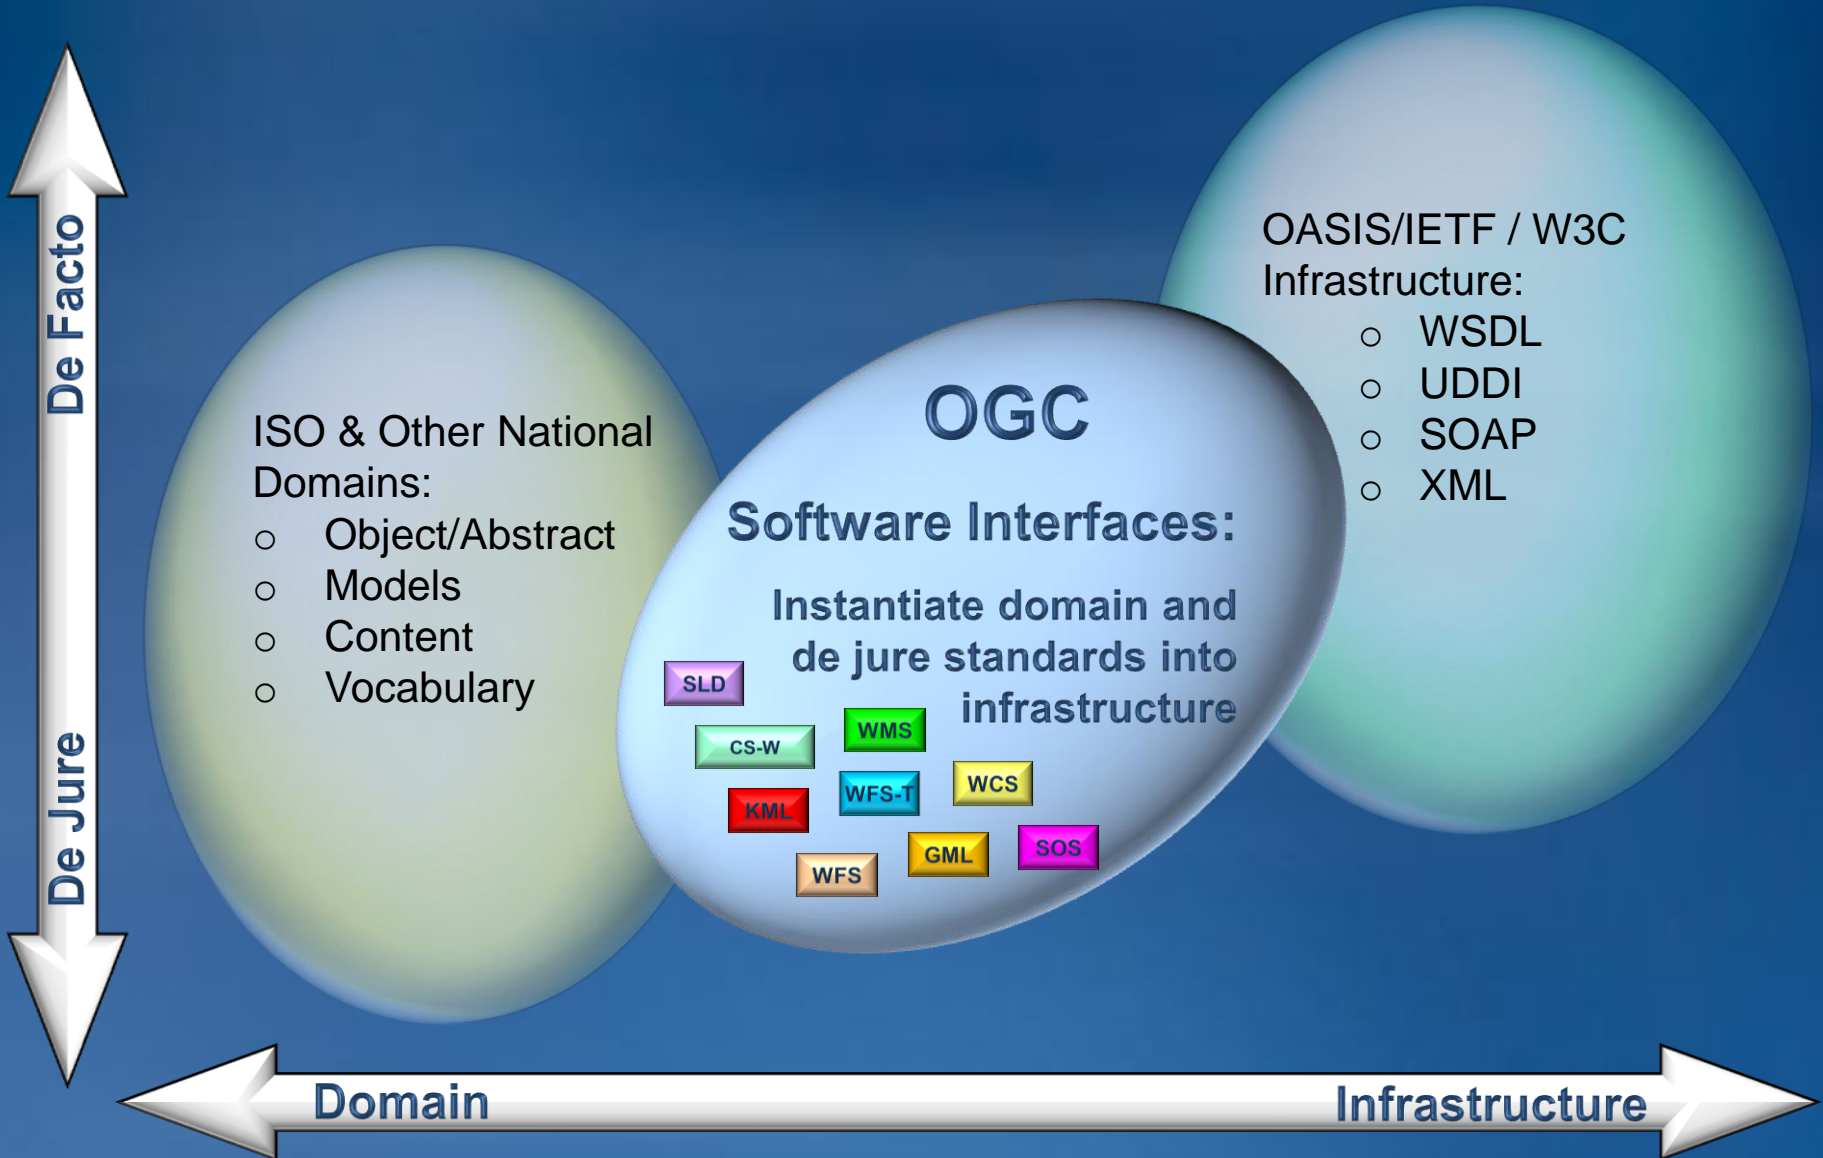 De Facto
De Jure
ISO & Other National
Domains:
o Object/Abstract
o Models
o Content
o Vocabulary
OGC
Software Interfaces:
Instantiate domain and
de jure standards into
infrastructure
SLD
CS-W
WMS
KML
WFS-T
WCS
WFS
GML
SOS
OASIS/IETF / W3C
Infrastructure:
o WSDL
o UDDI
o SOAP
o XML
Domain
Infrastructure